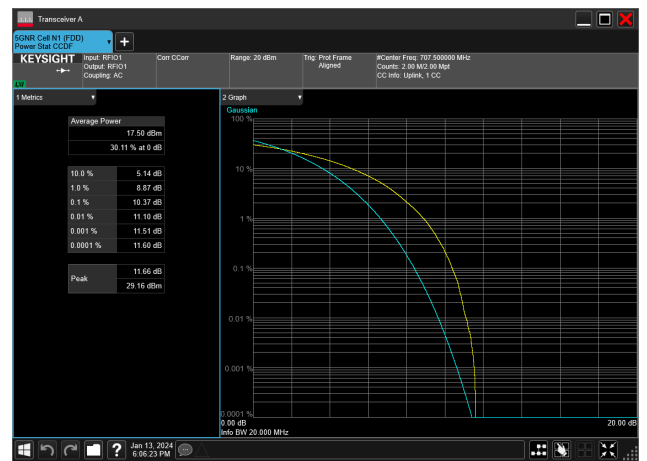 Transceiver A
5GNR Cell N1 (FDD)
Power Stat CCDF
KEYSIGHT
Input: RFIO1
Output: RFIO1
Coupling: AC
Corr CCorr
Range: 20 dBm
Trig: Prot Frame
Aligned
#Center Freq: 707.500000 MHz
Counts: 2.00 M/2.00 Mpt
CC Info: Uplink, 1 CC
1 Metrics
Average Power
17.50 dBm
30.11 % at 0 dB
10.0 % 5.14 dB
1.0 % 8.87 dB
0.1 % 10.37 dB
0.01 % 11.10 dB
0.001 % 11.51 dB
0.0001 % 11.60 dB
Peak
11.66 dB
29.16 dBm
2 Graph
Gaussian
100 %
10 %
1 %
0.1 %
0.01 %
0.001 %
0.0001 %
0.00 dB
20.00 dB
Info BW 20.000 MHz
Jan 13, 2024
6:06:23 PM